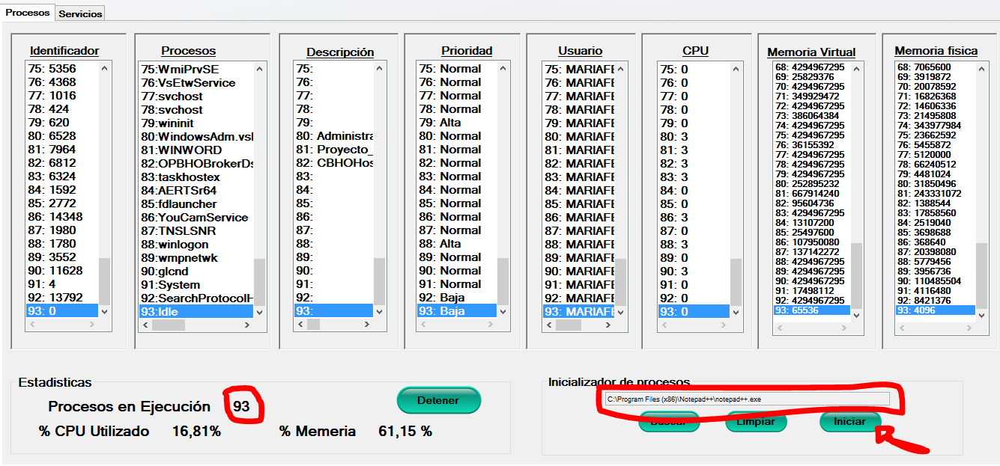 Procesos Servicios
Identificador
75: 5356
76: 4368
77: 1016
78: 424
79: 620
80: 6528
81: 7964
82: 6812
83: 6324
84: 1592
85: 2772
86: 14348
87: 1980
88: 1780
89: 3552
90: 11628
91: 4
92: 13792
93: 0
Procesos
75:WmiPrvSE
76:VsEtwService
77:svchost
78:svchost
79:wininit
80:WindowsAdm.vsl
81:WINWORD
82:OPBHOBrokerDs
83:taskhostex
84:AERTSr64
85:fdlauncher
86:YouCamService
87:TNSLSNR
88:winlogon
89:wmpnetwk
90:glcnd
91:System
92:SearchProtocolH
93:Idle
Descripción
75:
76:
77:
78:
79:
80: Administra
81: Proyecto_
82: CBHOHos
83:
84:
85:
86:
87:
88:
89:
90:
91:
92:
93:
Prioridad
75: Normal
76: Normal
77: Normal
78: Normal
79: Alta
80: Normal
81: Normal
82: Normal
83: Normal
84: Normal
85: Normal
86: Normal
87: Normal
88: Alta
89: Normal
90: Normal
91: Normal
92: Baja
93: Baja
Usuario
75: MARIAFE
76: MARIAFE
77: MARIAFE
78: MARIAFE
79: MARIAFE
80: MARIAFE
81: MARIAFE
82: MARIAFE
83: MARIAFE
84: MARIAFE
85: MARIAFE
86: MARIAFE
87: MARIAFE
88: MARIAFE
89: MARIAFE
90: MARIAFE
91: MARIAFE
92: MARIAFE
93: MARIAFE
CPU
75: 0
76: 0
77: 0
78: 0
79: 0
80: 3
81: 3
82: 3
83: 3
84: 0
85: 0
86: 3
87: 0
88: 3
89: 0
90: 3
91: 0
92: 0
93: 0
Memoria Virtual
68: 4294967295
69: 25829376
70: 4294967295
71: 349929472
72: 4294967295
73: 386064384
74: 4294967295
75: 4294967295
76: 36155392
77: 4294967295
78: 4294967295
79: 4294967295
80: 252895232
81: 667914240
82: 95604736
83: 4294967295
84: 13107200
85: 25497600
86: 107950080
87: 137142272
88: 4294967295
89: 4294967295
90: 4294967295
91: 17498112
92: 4294967295
93: 65536
Memoria fisica
68: 7065600
69: 3919872
70: 20078592
71: 16826368
72: 14606336
73: 21495808
74: 343977984
75: 23662592
76: 5455872
77: 5120000
78: 66240512
79: 4481024
80: 31850496
81: 243331072
82: 1388544
83: 17858560
84: 2519040
85: 3698688
86: 368640
87: 20398080
88: 5779456
89: 3956736
90: 110485504
91: 4116480
92: 8421376
93: 4096
Estadisticas
Procesos en Ejecución 93
Detener
% CPU Utilizado 16,81% % Memeria 61,15 %
Inicializador de procesos
C:\Program Files (x86)\Notepad++\notepad++.exe
Buscar Limpiar Iniciar